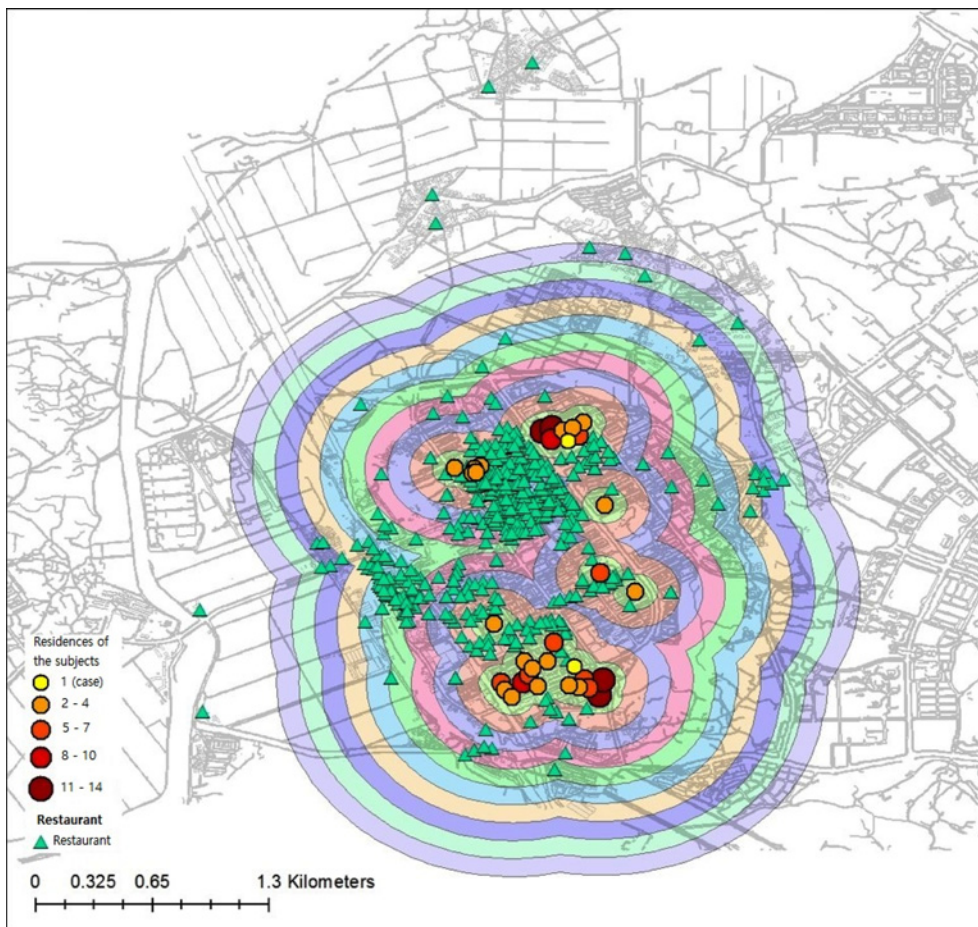 Residences of
the subjects
1 (case)
2 - 4
5 - 7
8 - 10
11 - 14
Restaurant
Restaurant
0 0.325 0.65 1.3 Kilometers